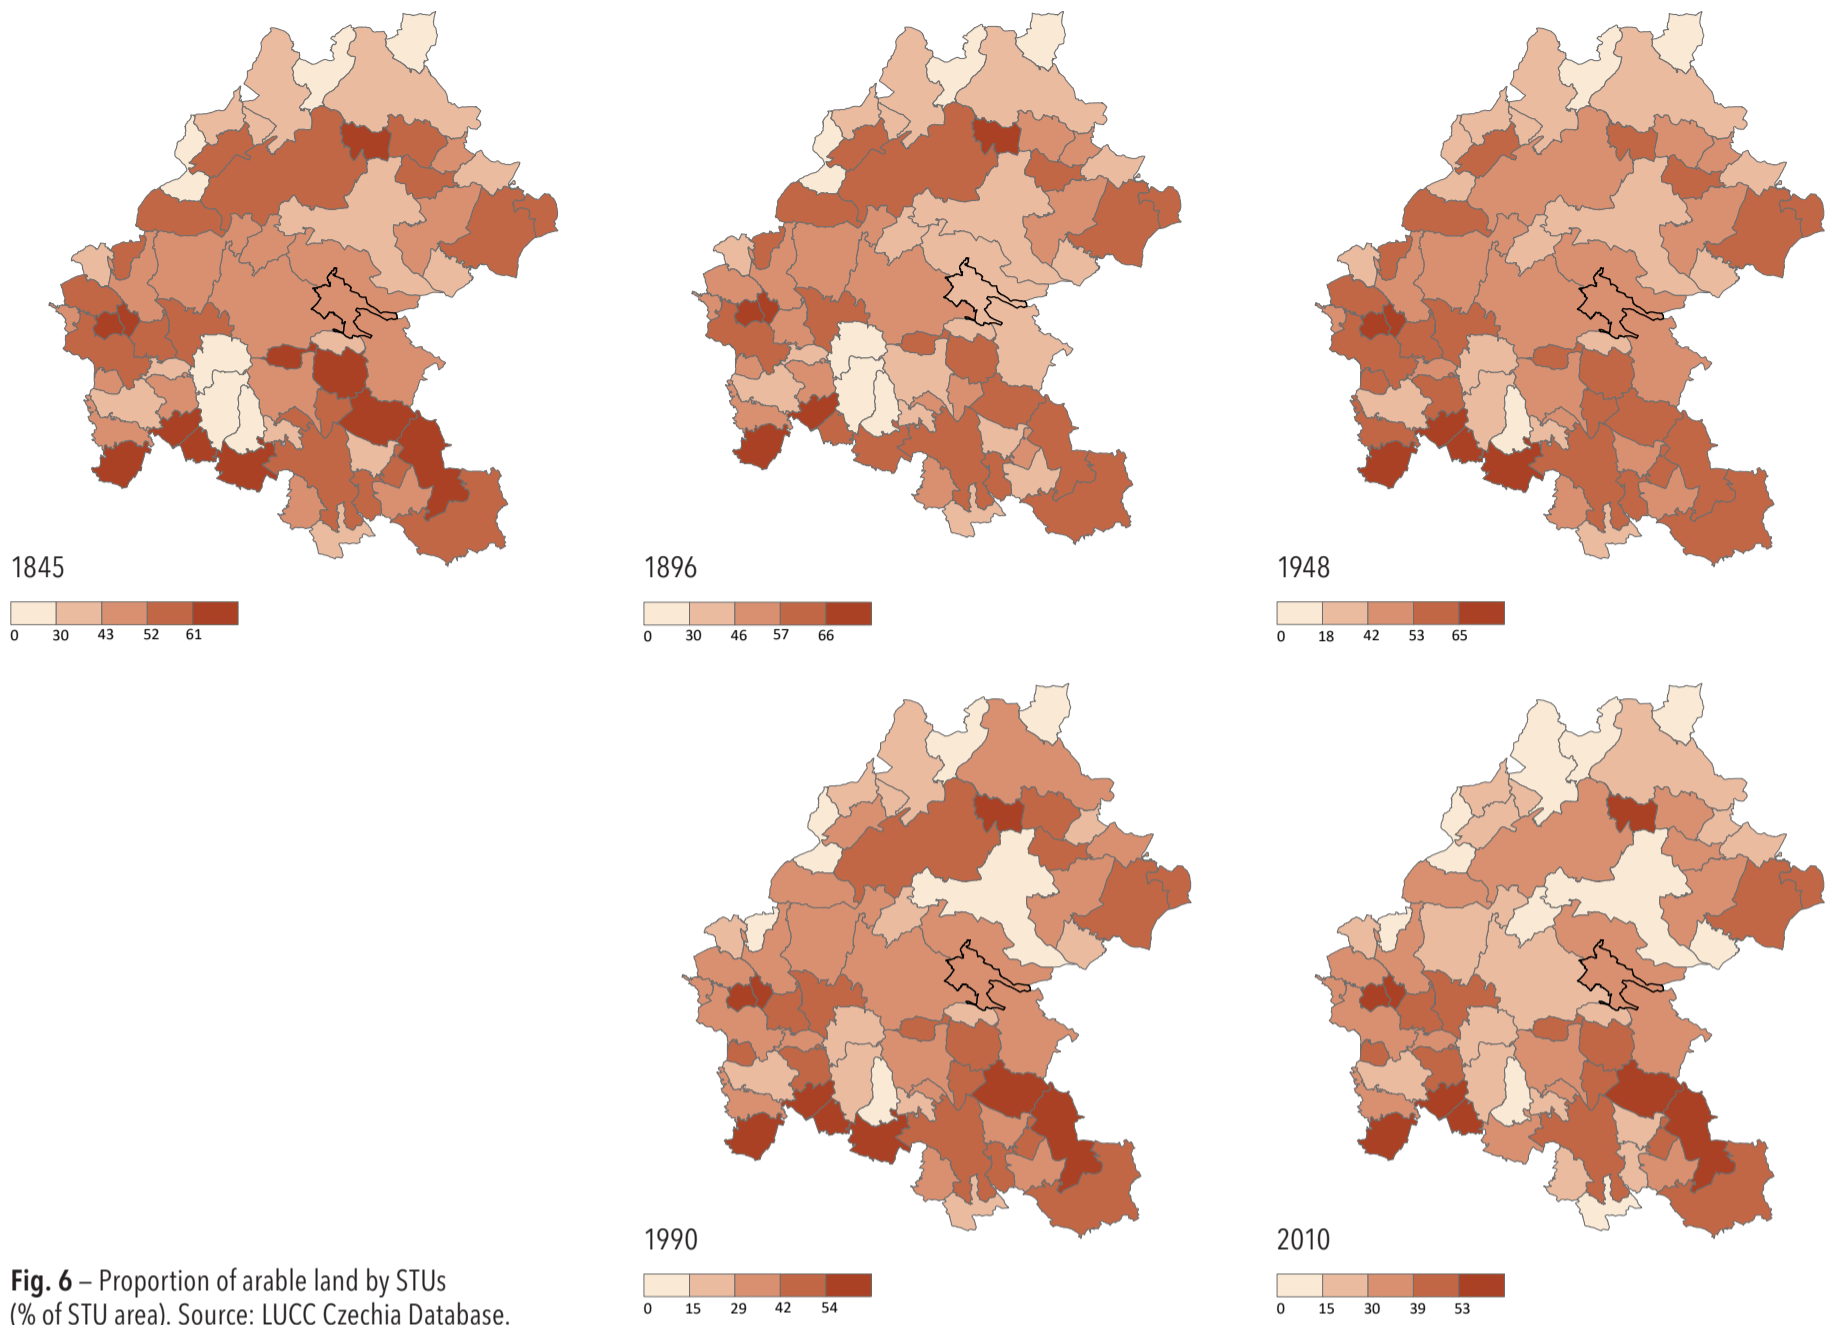 1845
0 30 43 52 61
1896
0 30 46 57 66
1948
0 18 42 53 65
1990
0 15 29 42 54
2010
0 15 30 39 53
Fig. 6 – Proportion of arable land by STUs
(% of STU area). Source: LUCC Czechia Database.